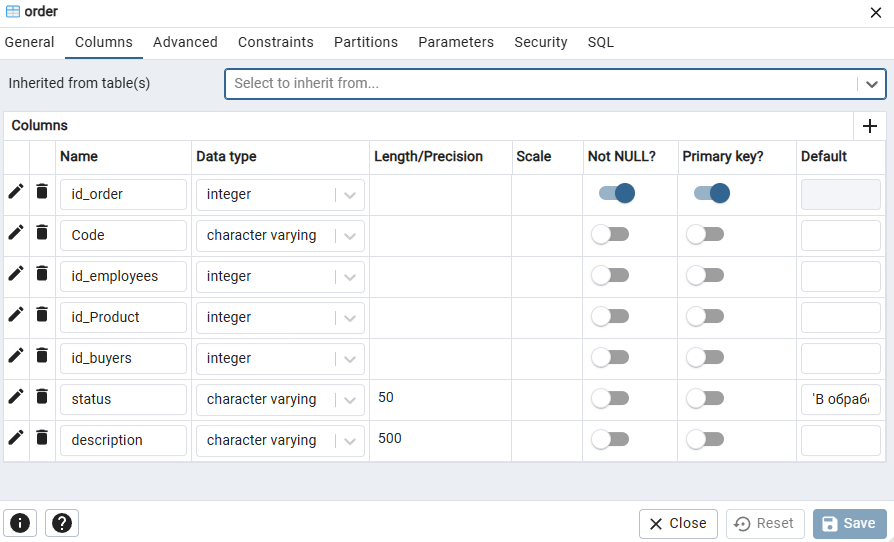 order
General Columns Advanced Constraints Partitions Parameters Security SQL
Inherited from table(s) Select to inherit from...
Columns
Name Data type Length/Precision Scale Not NULL? Primary key? Default
id_order integer
Code character varying
id_employees integer
id_Product integer
id_buyers integer
status character varying 50 'В обраб
description character varying 500
Close Reset Save